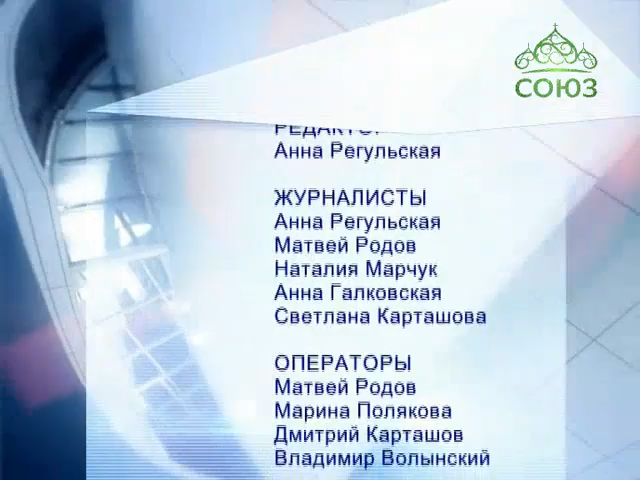 СОЮЗ
РЕДАКТОР
Анна Регульская
ЖУРНАЛИСТЫ
Анна Регульская
Матвей Родов
Наталия Марчук
Анна Галковская
Светлана Карташова
ОПЕРАТОРЫ
Матвей Родов
Марина Полякова
Дмитрий Карташов
Владимир Волынский